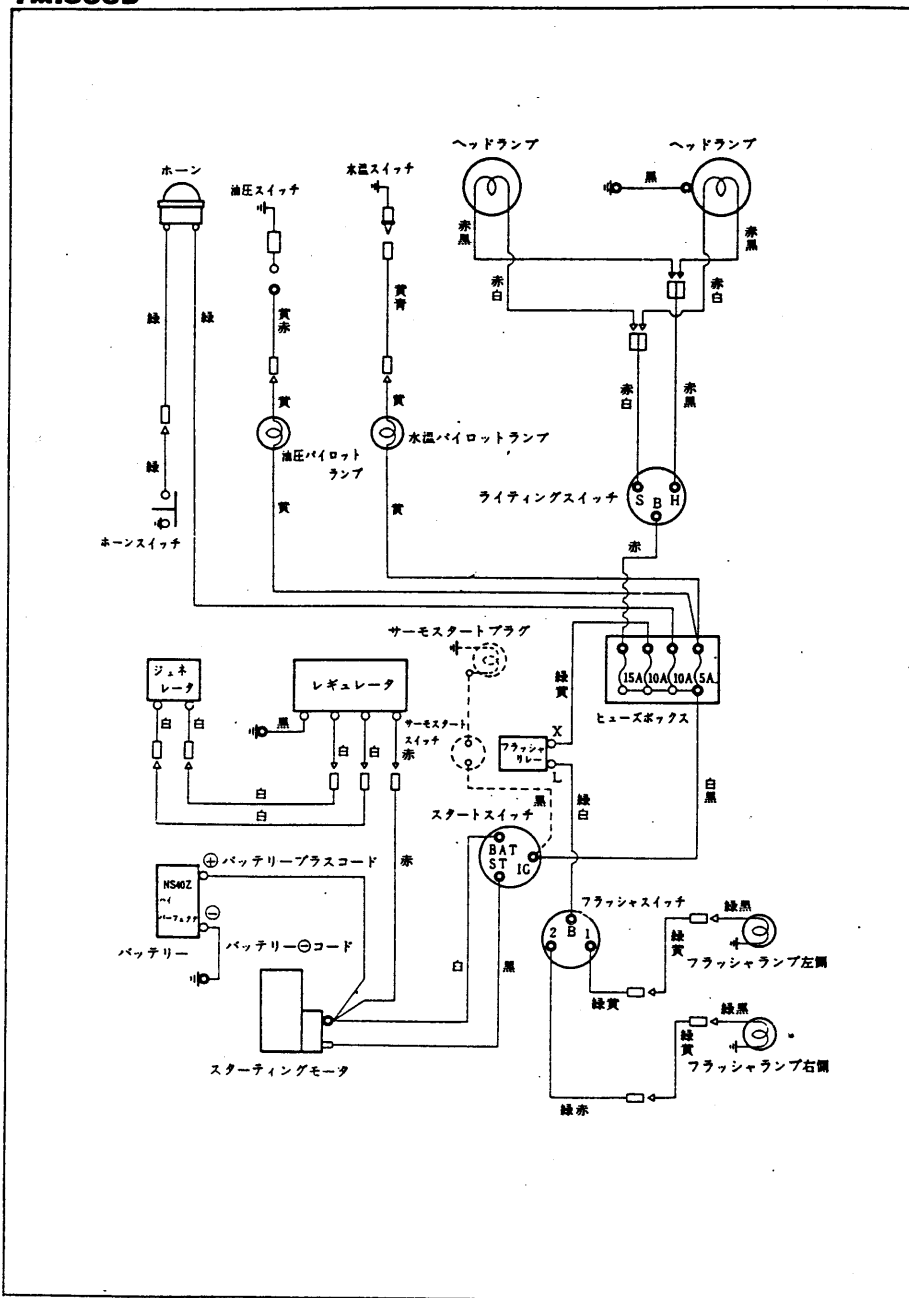 ヘッドランプ
ヘッドランプ
ホーン
油圧スイッチ
水温スイッチ
黒
赤黒
赤白
赤黒
赤白
緑
緑
黄赤
黄青
赤白
赤黒
黄
黄
緑
油圧パイロット
ランプ
水温パイロットランプ
ライティングスイッチ
S
B
H
ホーンスイッチ
黄
黄
赤
サーモスタートプラグ
ジェネ
レータ
レギュレータ
緑黄
15A
10A
10A
5A
ヒューズボックス
白
白
黒
白
白
赤
サーモスタート
スイッチ
X
フラッシャ
リレー
L
白
白
黒
緑白
白黒
スタートスイッチ
赤
BAT
ST
IG
⊕バッテリープラスコード
NS40Z
ハイ
⊖
バッテリー
バッテリー⊖コード
フラッシャスイッチ
2
B
1
緑黒
緑黄
フラッシャランプ左側
白
黒
緑黄
緑黒
緑黄
フラッシャランプ右側
スターティングモータ
緑赤